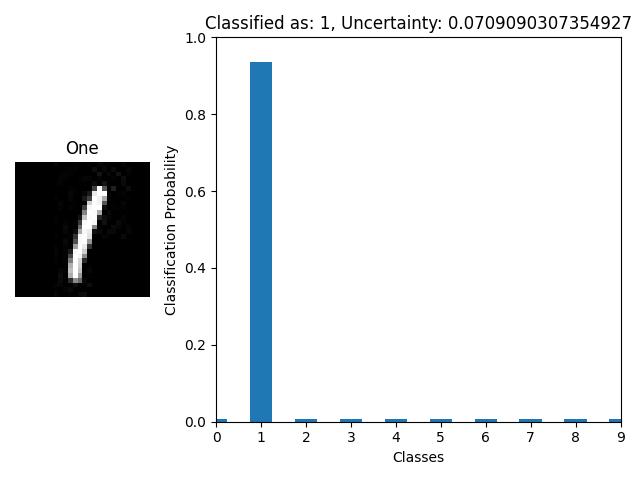 Classified as: 1, Uncertainty: 0.0709090307354927
One
Classification Probability
1.0
0.8
0.6
0.4
0.2
0.0
0 1 2 3 4 5 6 7 8 9
Classes